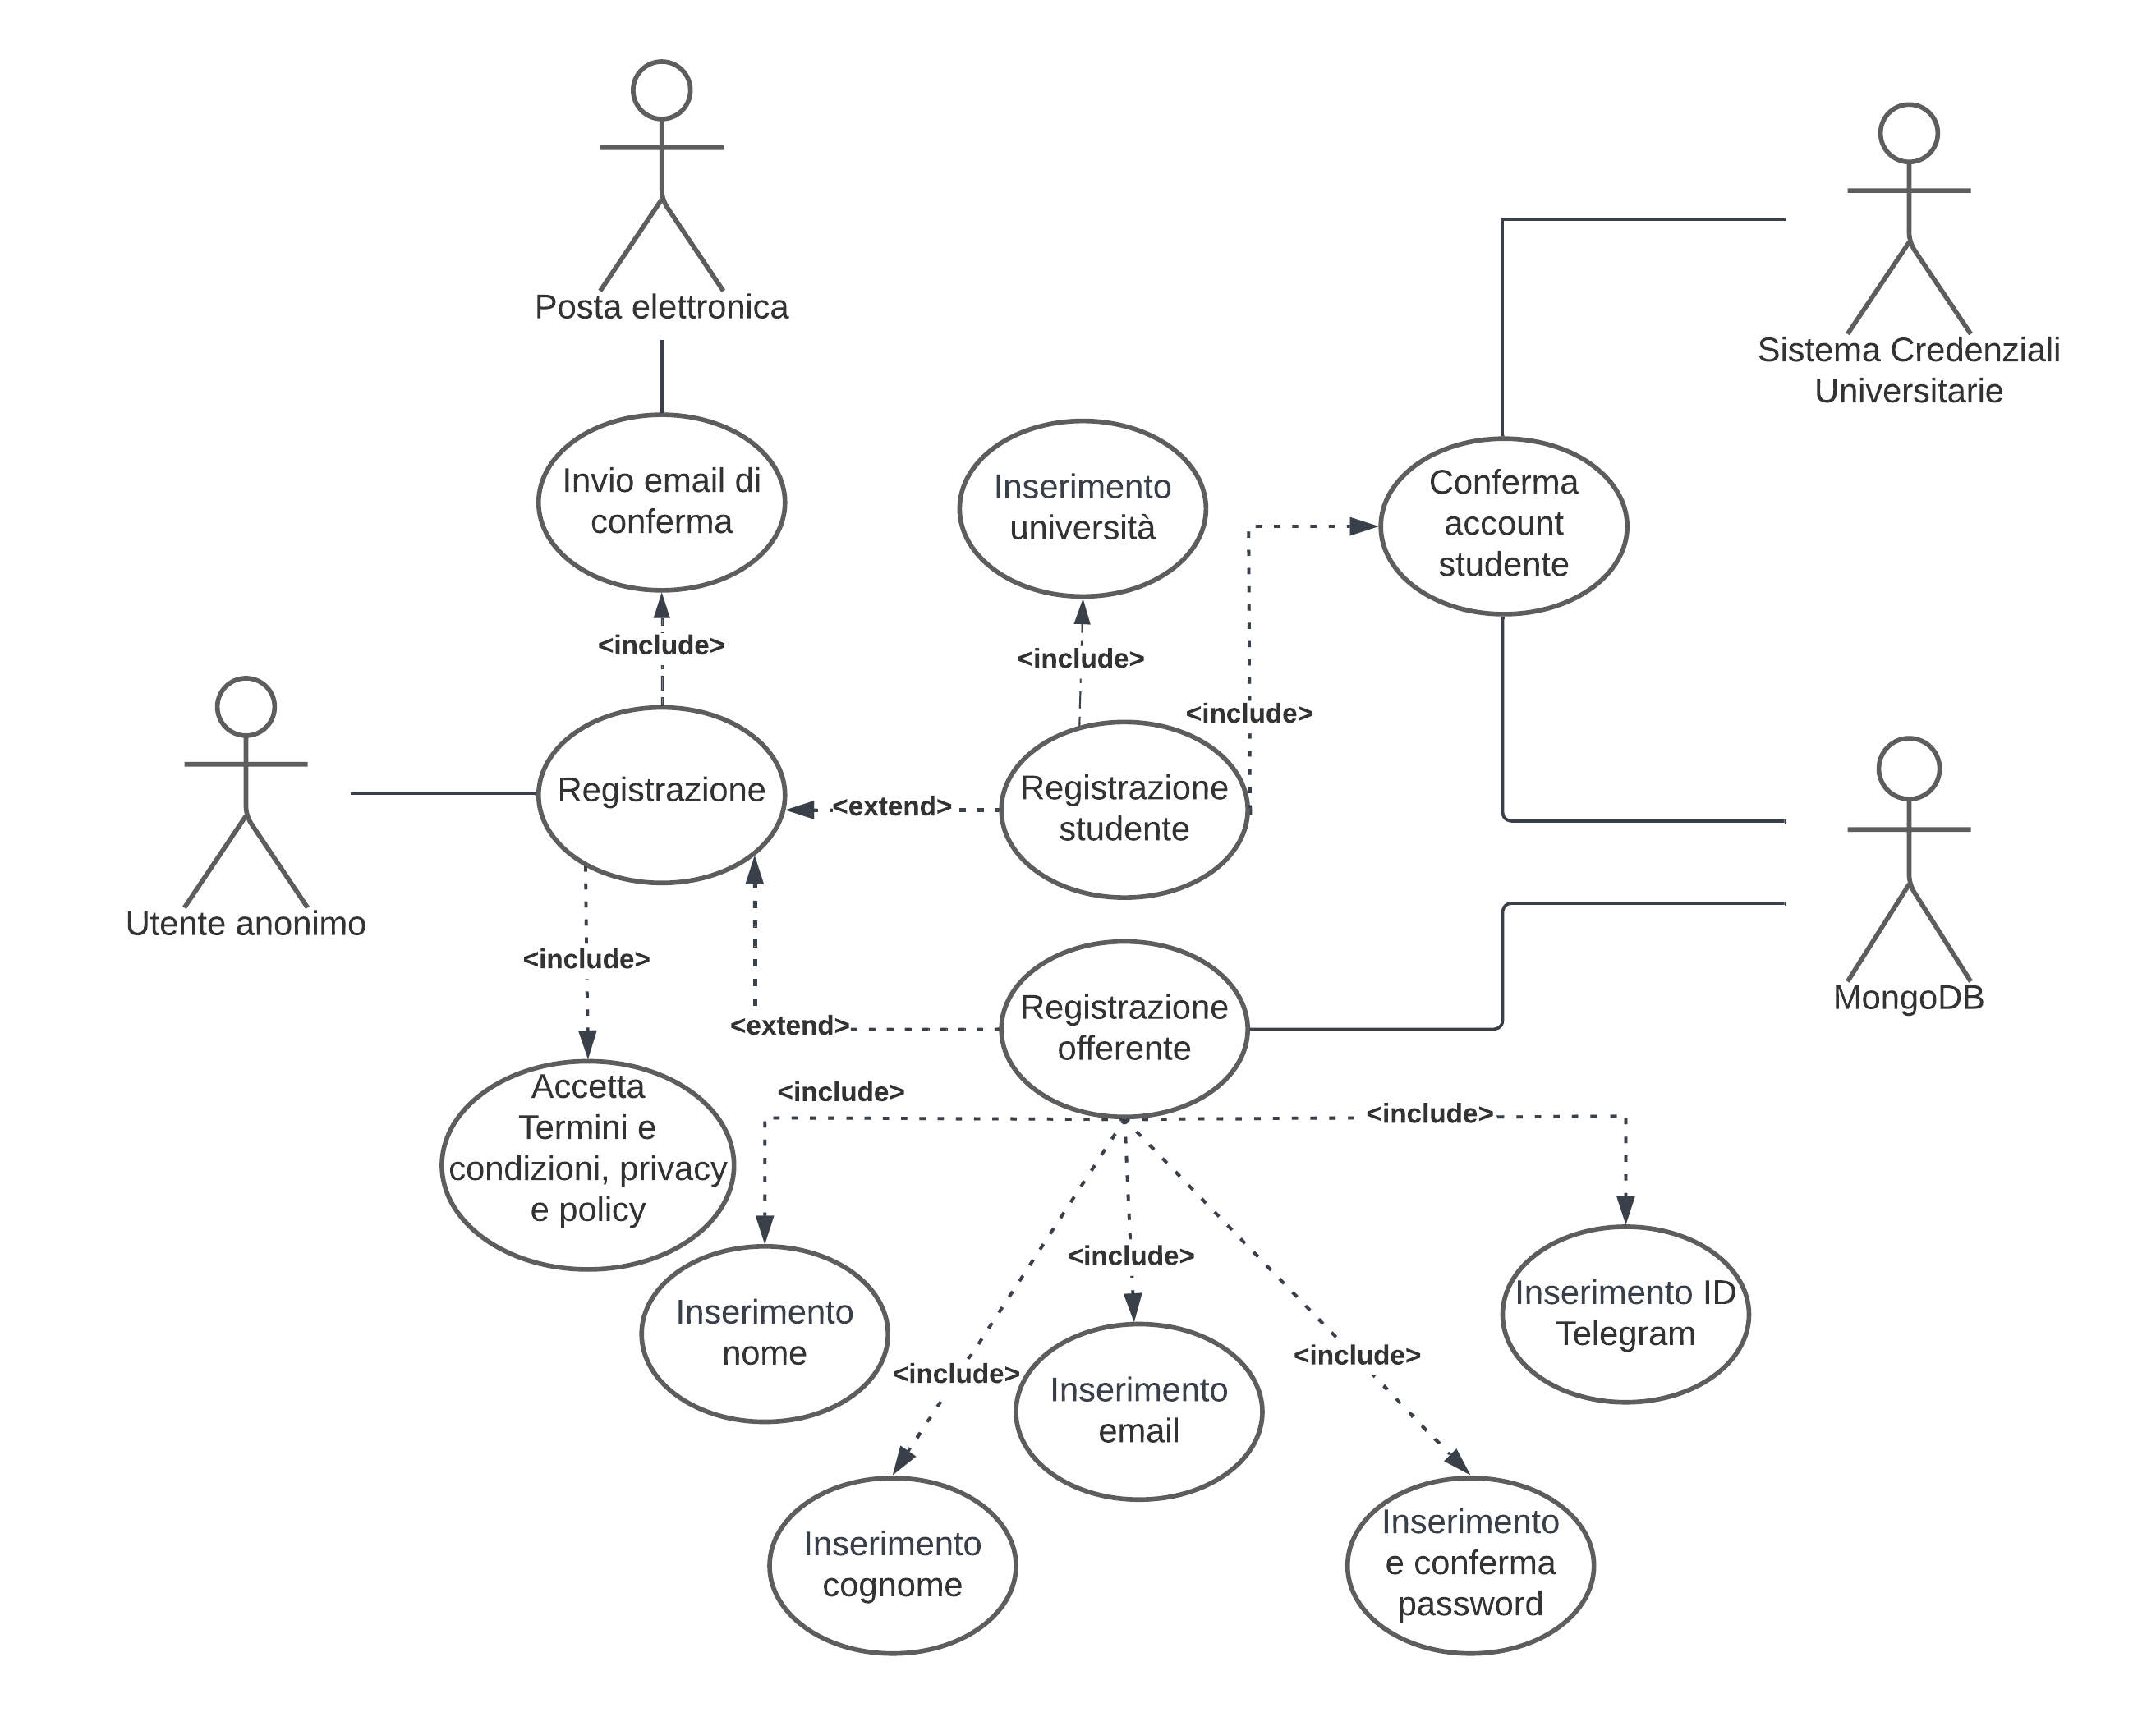 Posta elettronica
Sistema Credenziali
Universitarie
Invio email di
conferma
Inserimento
università
Conferma
account
studente
<include>
<include>
<include>
Registrazione
<extend>
Registrazione
studente
Utente anonimo
<include>
<extend>
Registrazione
offerente
MongoDB
Accetta
Termini e
condizioni, privacy
e policy
<include>
<include>
<include>
Inserimento
nome
<include>
Inserimento
email
<include>
Inserimento ID
Telegram
Inserimento
cognome
Inserimento
e conferma
password